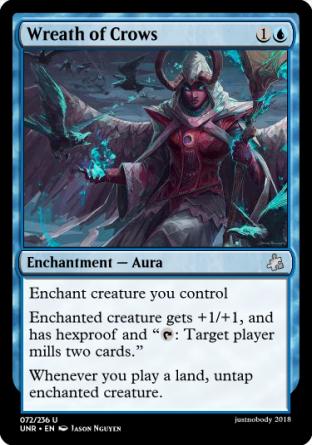 Wreath of Crows 1
Enchantment — Aura
Enchant creature you control
Enchanted creature gets +1/+1, and
has hexproof and “: Target player
mills two cards.”
Whenever you play a land, untap
enchanted creature.
072/236 U
UNR • EN Jason Nguyen
justnobody 2018